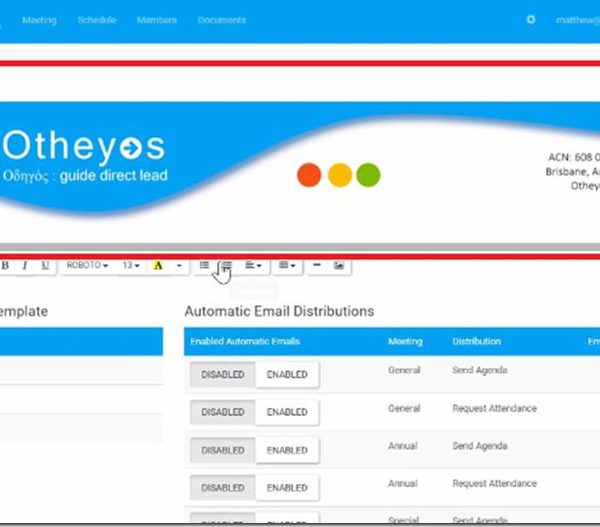 Meeting Schedule Members Documents matthew@
Otheyos
Οδηγός : guide direct lead
ACN: 608 0
Brisbane, A
Othey
B I U ROBOTO 13 A
emplate
Automatic Email Distributions
Enabled Automatic Emails Meeting Distribution Em
DISABLED ENABLED General Send Agenda
DISABLED ENABLED General Request Attendance
DISABLED ENABLED Annual Send Agenda
DISABLED ENABLED Annual Request Attendance
DISABLED ENABLED Special Send Agenda